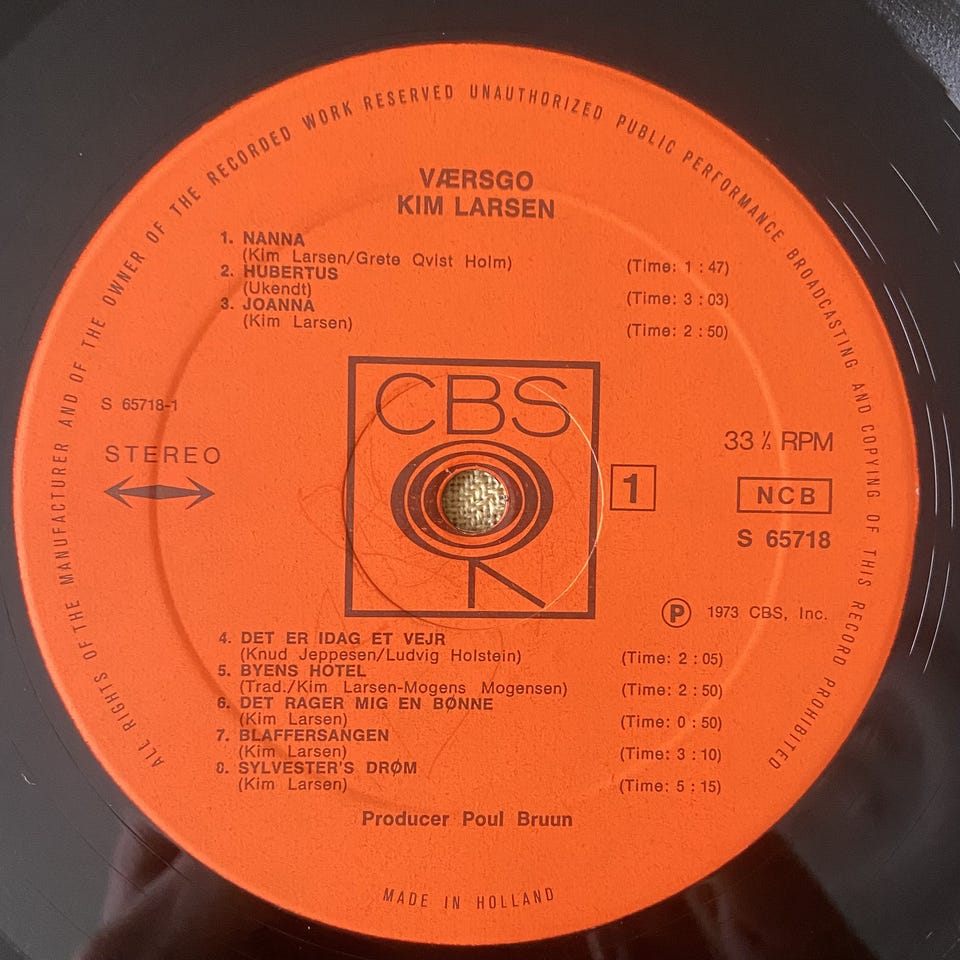 ALL RIGHTS OF THE MANUFACTURER AND OF THE OWNER OF THE RECORDED WORK RESERVED UNAUTHORIZED PUBLIC PERFORMANCE BROADCASTING AND COPYING OF THIS RECORD PROHIBITED
VÆRSGO
KIM LARSEN
1. NANNA
(Kim Larsen/Grete Qvist Holm) (Time: 1:47)
2. HUBERTUS
(Ukendt) (Time: 3:03)
3. JOANNA
(Kim Larsen) (Time: 2:50)
CBS
S 65718-1
STEREO
33 ⅓ RPM
1
NCB
S 65718
Ⓟ 1973 CBS, Inc.
4. DET ER IDAG ET VEJR
(Knud Jeppesen/Ludvig Holstein) (Time: 2:05)
5. BYENS HOTEL
(Trad./Kim Larsen-Mogens Mogensen) (Time: 2:50)
6. DET RAGER MIG EN BØNNE
(Kim Larsen) (Time: 0:50)
7. BLAFFERSANGEN
(Kim Larsen) (Time: 3:10)
8. SYLVESTER'S DRØM
(Kim Larsen) (Time: 5:15)
Producer Poul Bruun
MADE IN HOLLAND